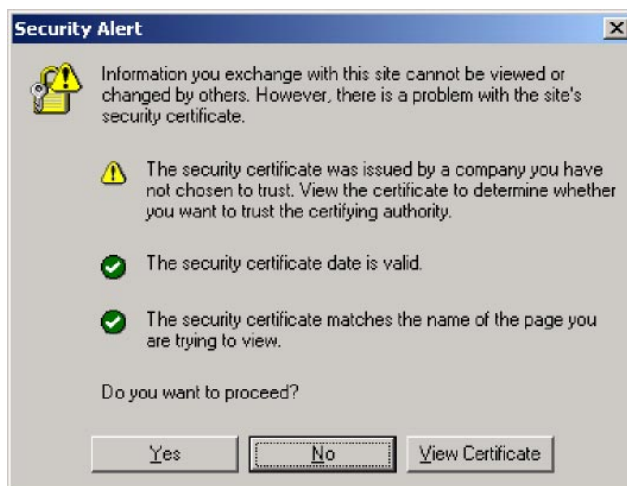 Security Alert
Information you exchange with this site cannot be viewed or
changed by others. However, there is a problem with the site's
security certificate.
The security certificate was issued by a company you have
not chosen to trust. View the certificate to determine whether
you want to trust the certifying authority.
The security certificate date is valid.
The security certificate matches the name of the page you
are trying to view.
Do you want to proceed?
Yes No View Certificate